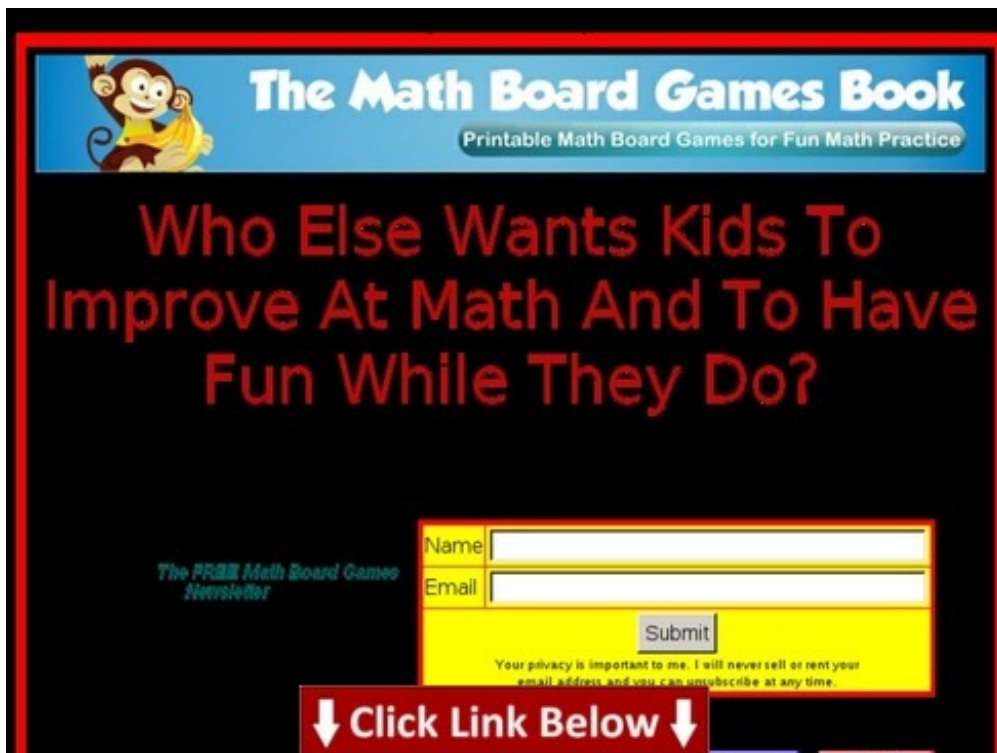 The Math Board Games Book
Printable Math Board Games for Fun Math Practice
Who Else Wants Kids To
Improve At Math And To Have
Fun While They Do?
The FREE Math Board Games
Newsletter
Name
Email
Submit
Your privacy is important to me. I will never sell or rent your
email address and you can unsubscribe at any time.
Click Link Below